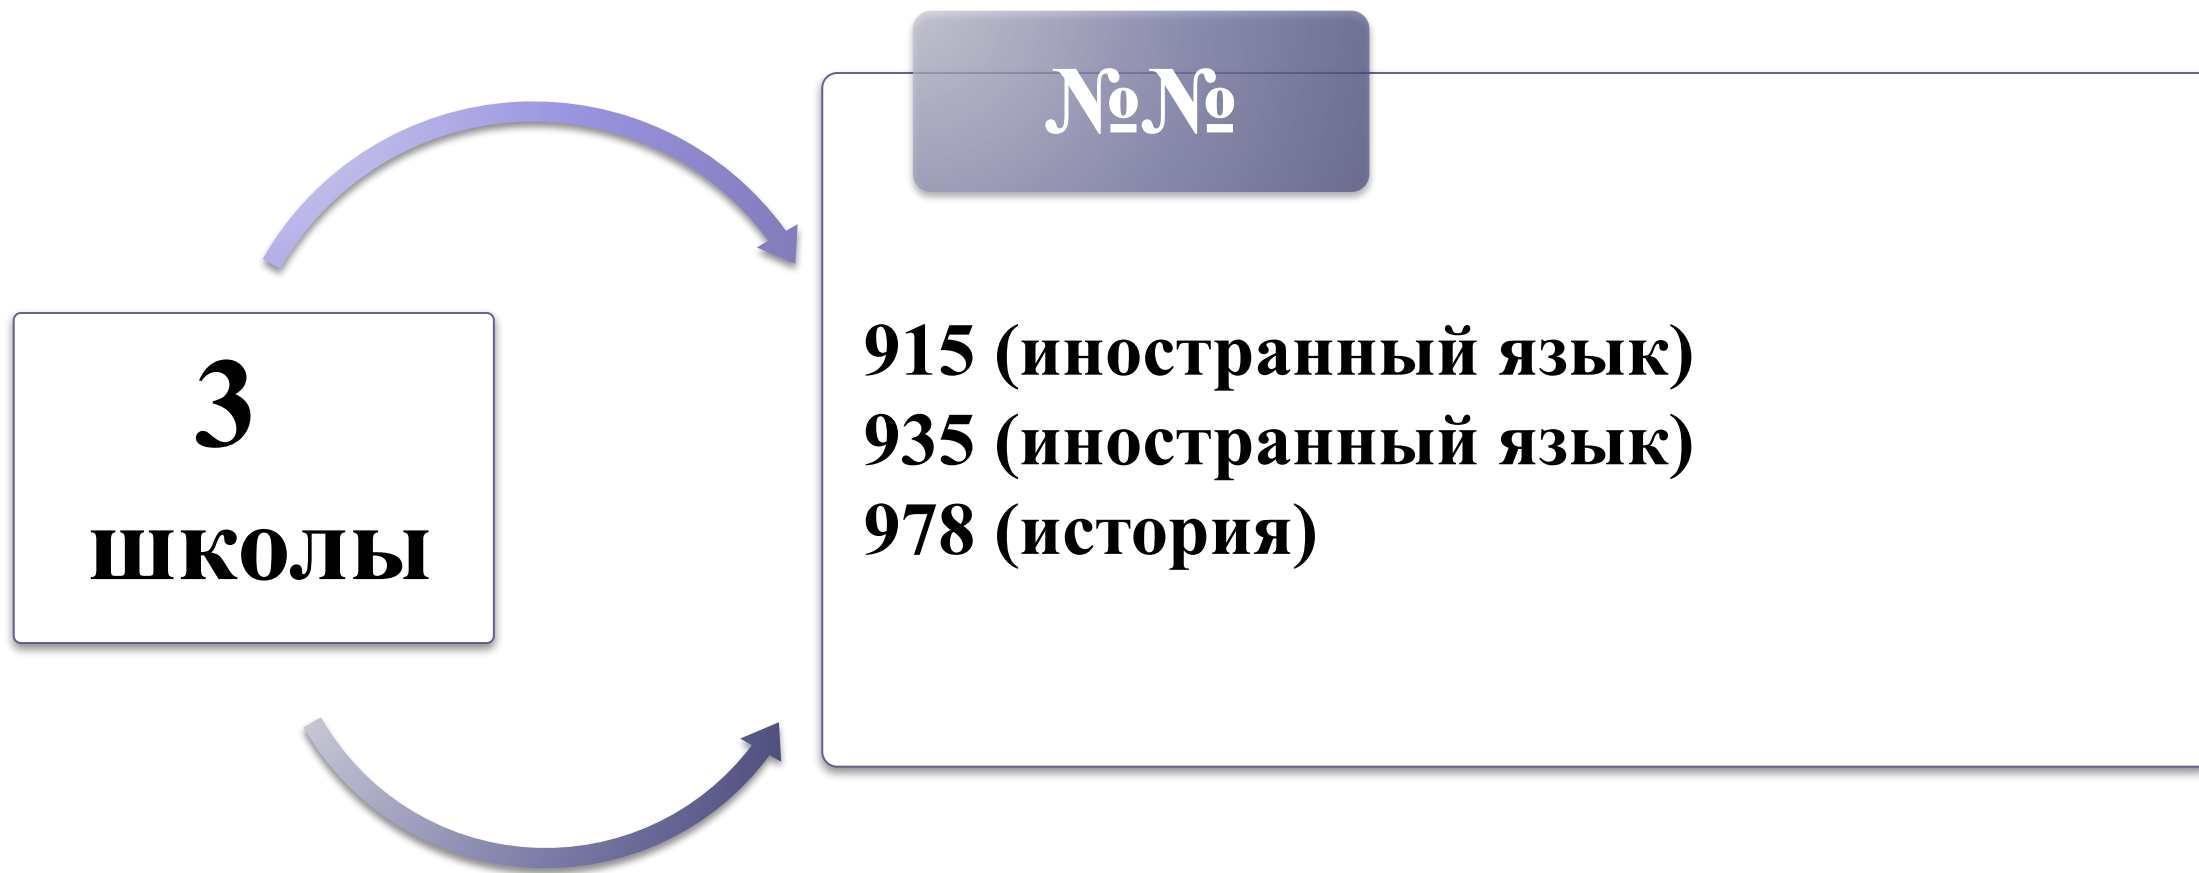 №№
3
школы
915 (иностранный язык)
935 (иностранный язык)
978 (история)